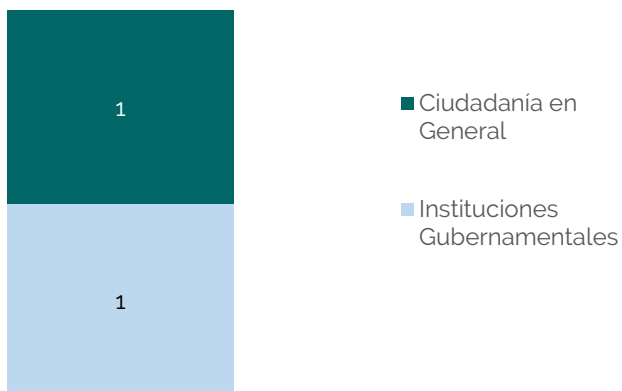 1
Ciudadanía en
General
Instituciones
Gubernamentales
1